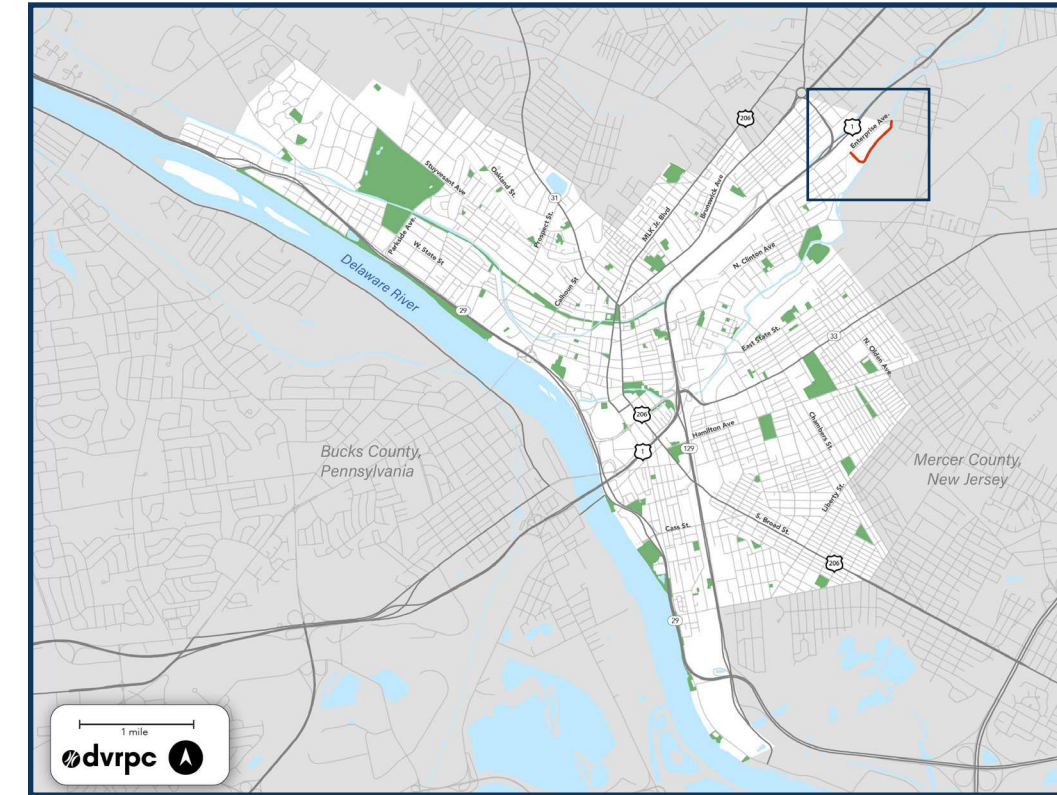 206
1
Enterprise Ave.
Stuyvesant Ave
Oakland St.
31
Prospect St.
MLK Jr. Blvd
Brunswick Ave
Parkside Ave.
W. State St
N. Clinton Ave
Delaware River
Calhoun St
29
East State St.
33
N. Olden Ave.
206
Hamilton Ave
Chambers St.
1
129
Bucks County,
Pennsylvania
Mercer County,
New Jersey
Liberty St.
Cass St.
S. Broad St.
206
29
1 mile
dvrpc